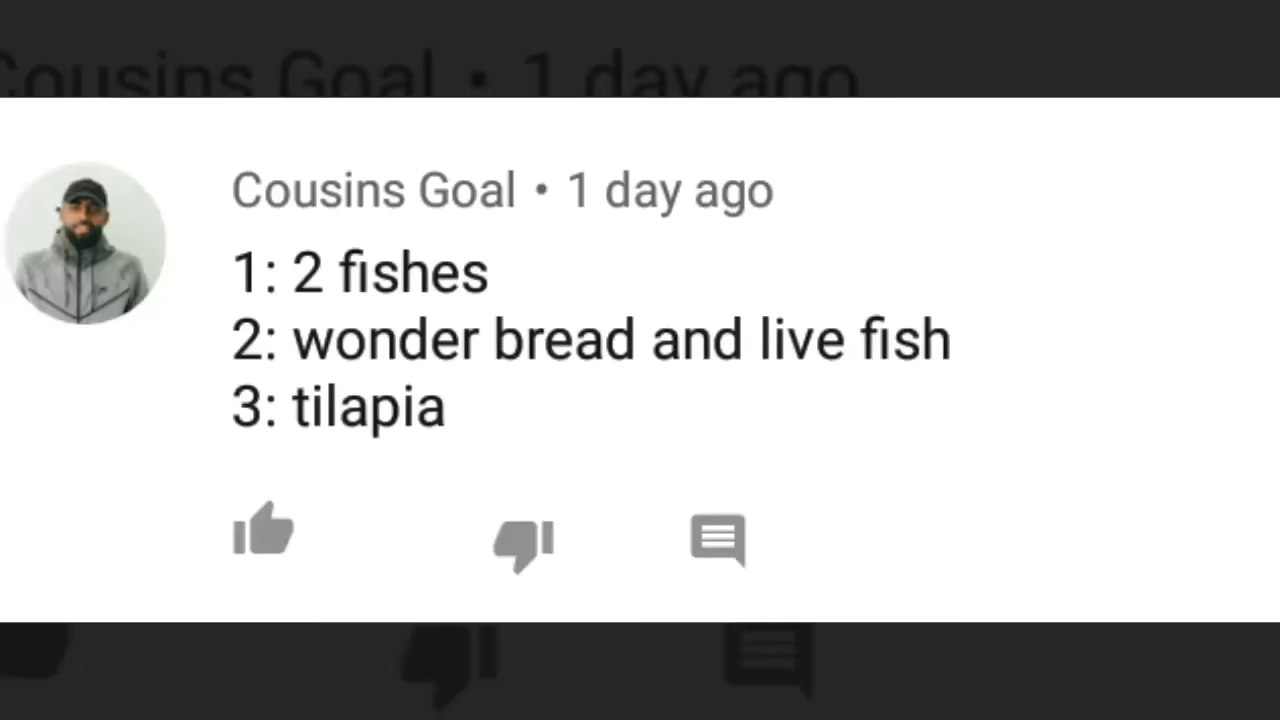 Cousins Goal • 1 day ago
Cousins Goal • 1 day ago
1: 2 fishes
2: wonder bread and live fish
3: tilapia